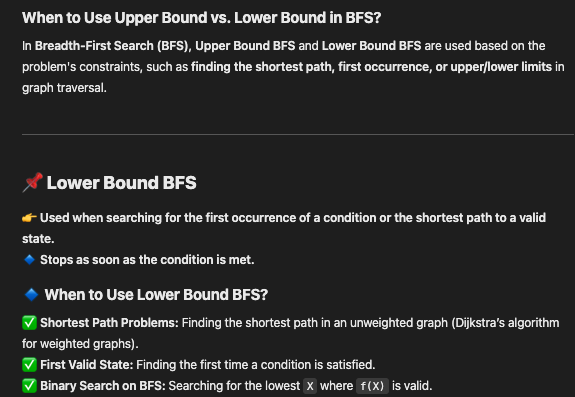 When to Use Upper Bound vs. Lower Bound in BFS?
In Breadth-First Search (BFS), Upper Bound BFS and Lower Bound BFS are used based on the
problem's constraints, such as finding the shortest path, first occurrence, or upper/lower limits in
graph traversal.
📌 Lower Bound BFS
👉 Used when searching for the first occurrence of a condition or the shortest path to a valid
state.
🔹 Stops as soon as the condition is met.
🔹 When to Use Lower Bound BFS?
✅ Shortest Path Problems: Finding the shortest path in an unweighted graph (Dijkstra's algorithm
for weighted graphs).
✅ First Valid State: Finding the first time a condition is satisfied.
✅ Binary Search on BFS: Searching for the lowest X where f(X) is valid.